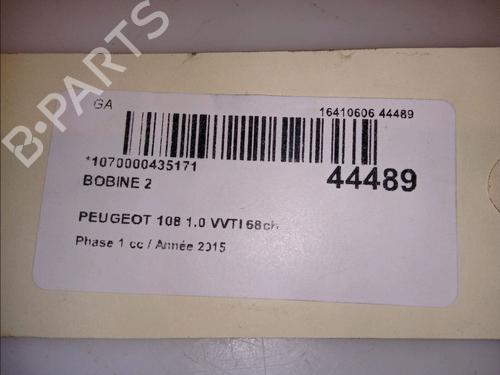 GA
16410606 44489
*1070000435171
44489
BOBINE 2
PEUGEOT 108 1.0 VVTI 68ch
Phase 1 cc / Année 2015
B-PARTS